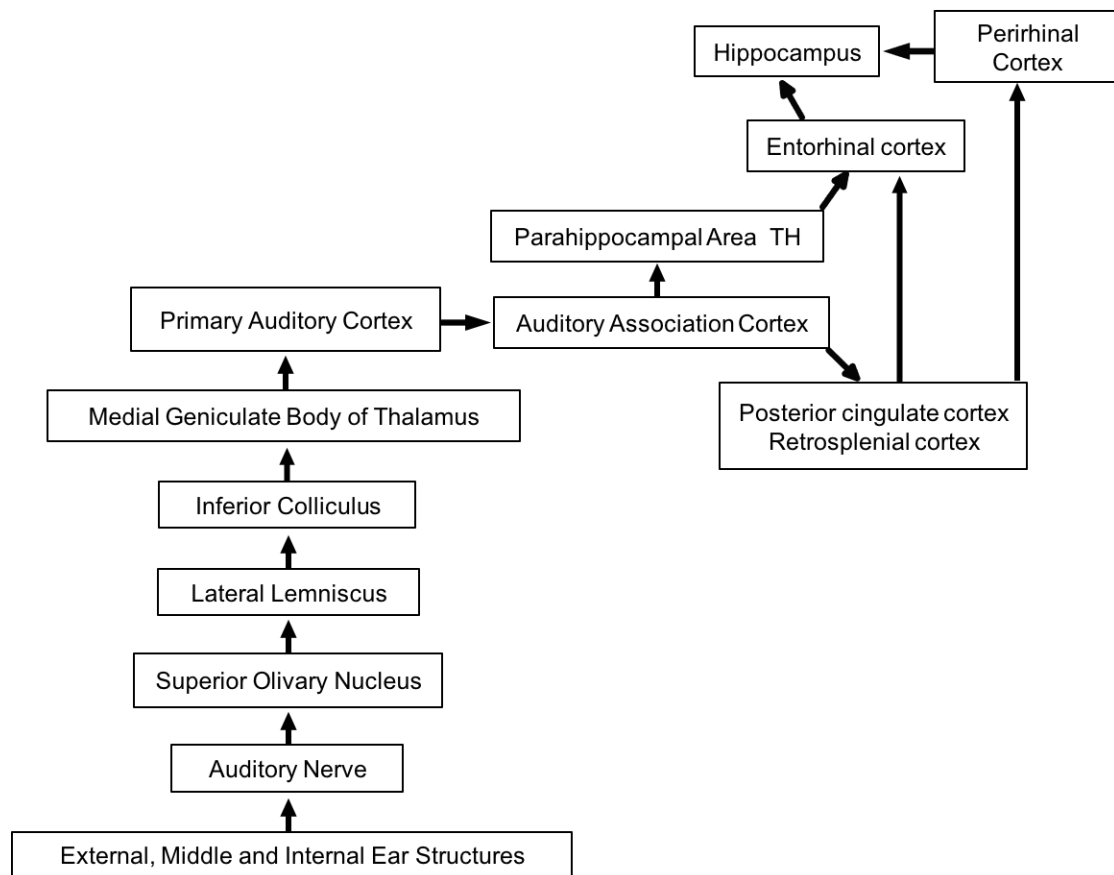 Perirhinal
Cortex
Hippocampus
Entorhinal cortex
Parahippocampal Area TH
Primary Auditory Cortex
Auditory Association Cortex
Medial Geniculate Body of Thalamus
Posterior cingulate cortex
Retrosplenial cortex
Inferior Colliculus
Lateral Lemniscus
Superior Olivary Nucleus
Auditory Nerve
External, Middle and Internal Ear Structures